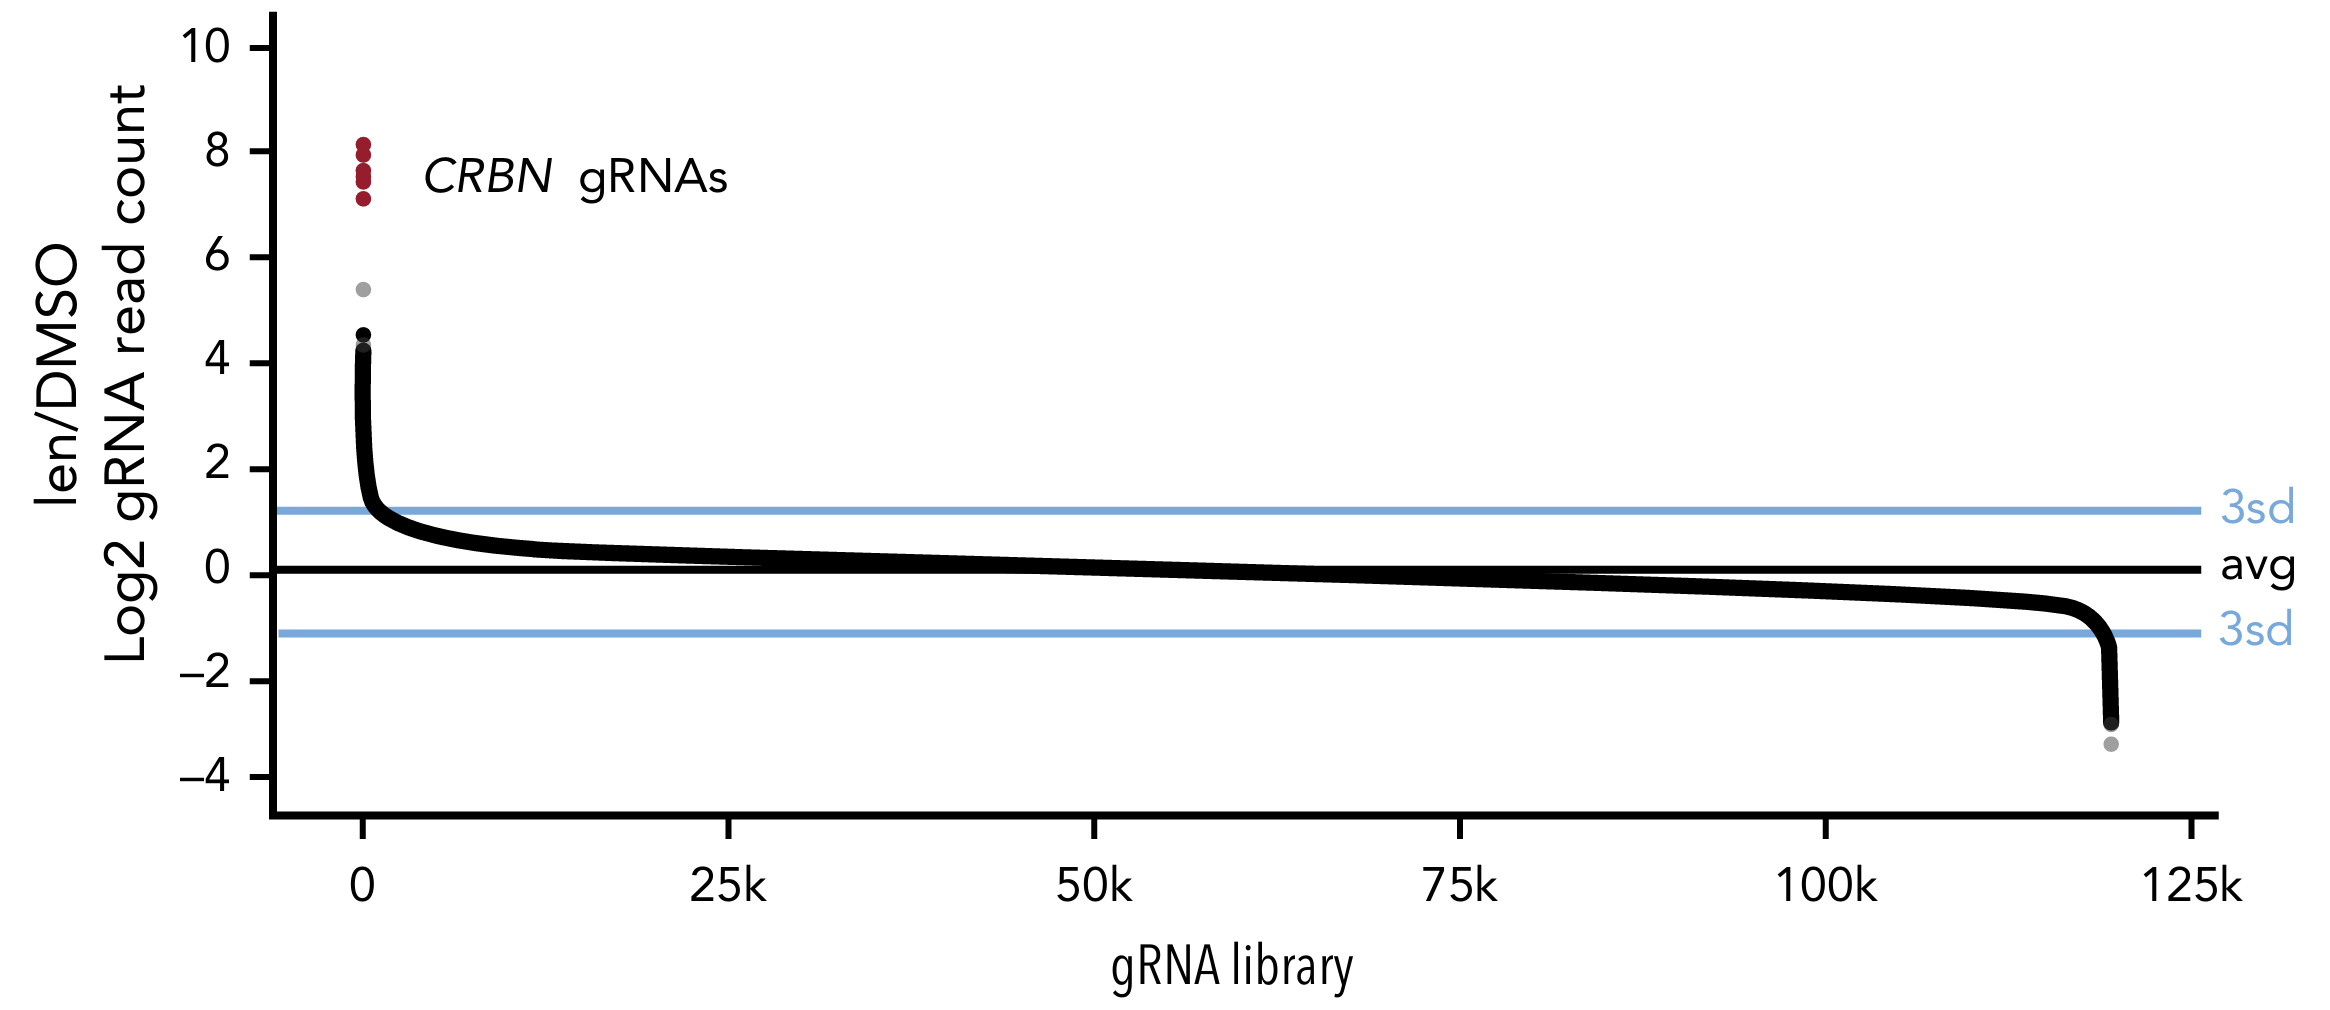 len/DMSO
Log2 gRNA read count
10
8
6
4
2
0
–2
–4
CRBN gRNAs
3sd
avg
3sd
0 25k 50k 75k 100k 125k
gRNA library